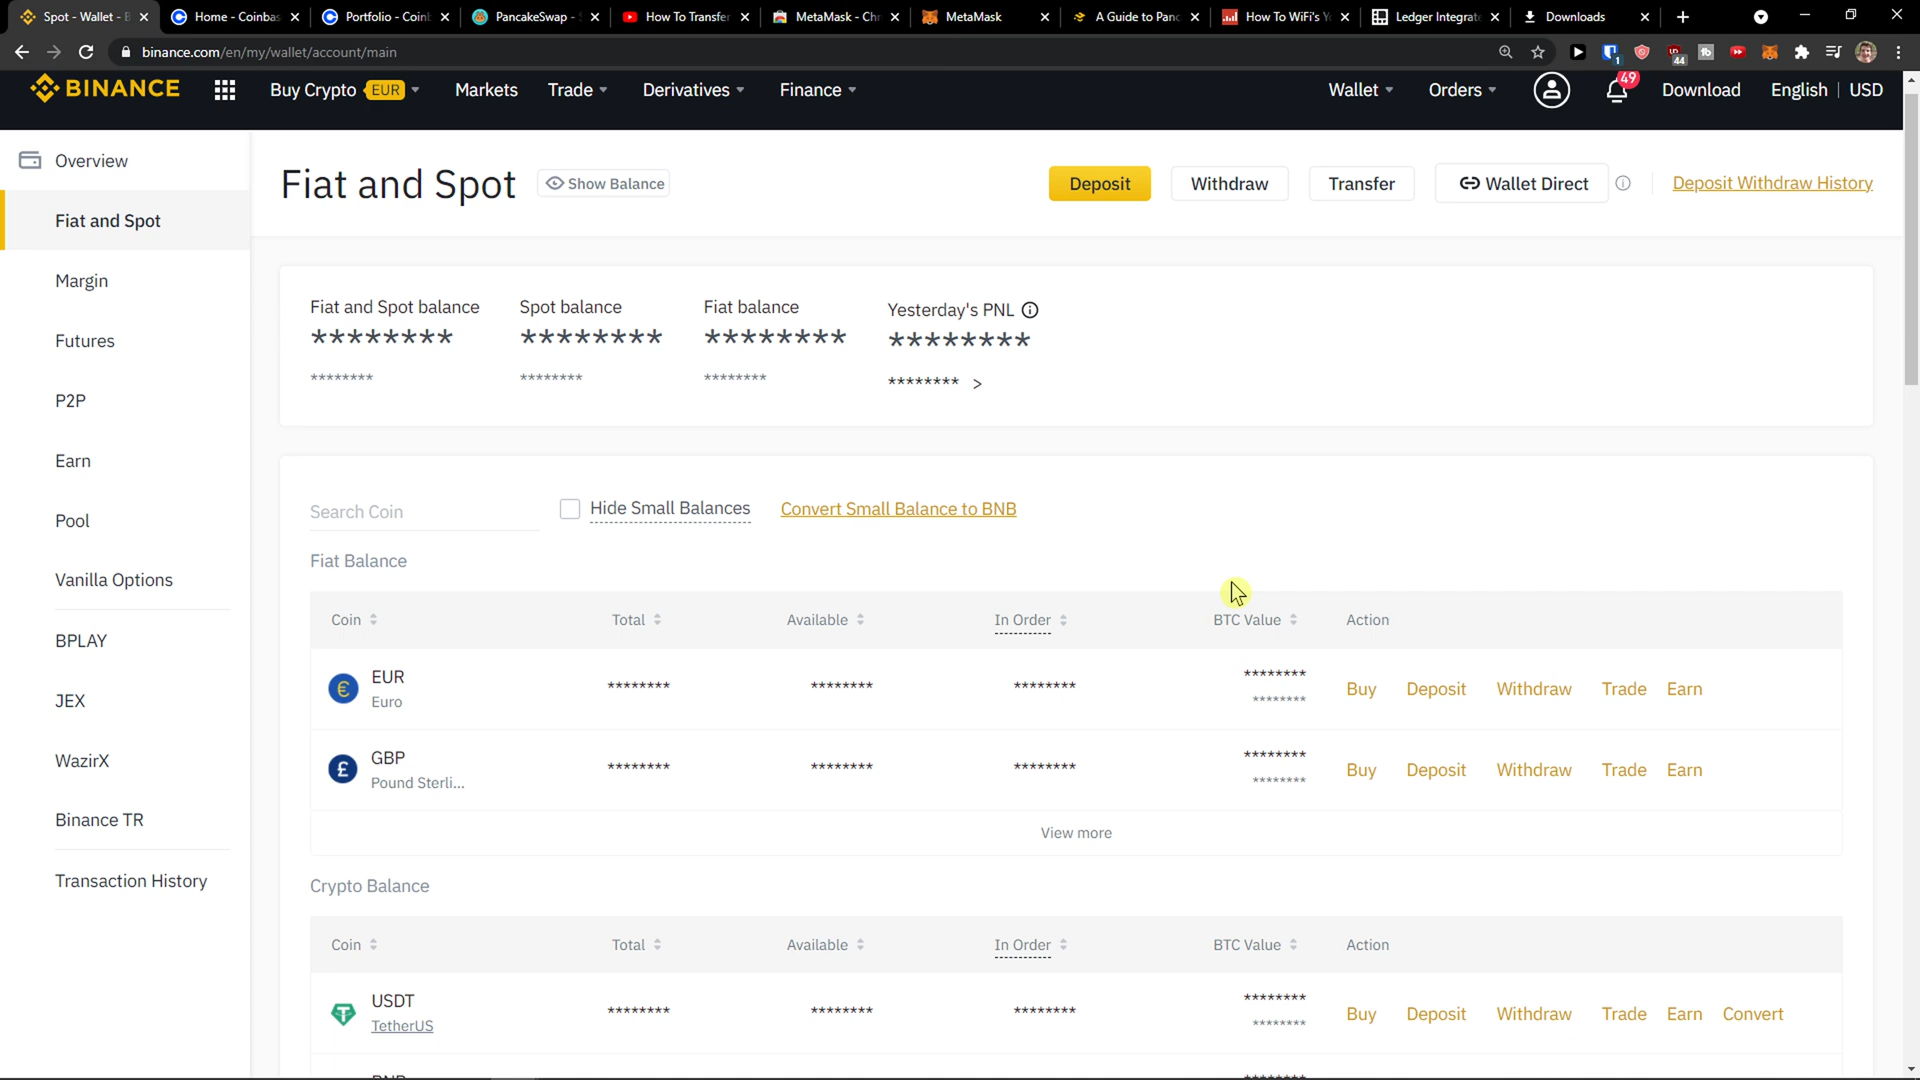 Spot - Wallet - B
Home - Coinbas
Portfolio - Coin
PancakeSwap -
How To Transfer
MetaMask - Chr
MetaMask
A Guide to Panc
How To WiFi's Y
Ledger Integrat
Downloads
binance.com/en/my/wallet/account/main
1
44
BINANCE
Buy Crypto EUR
Markets
Trade
Derivatives
Finance
Wallet
Orders
49
Download
English | USD
Overview
Fiat and Spot
Margin
Futures
P2P
Earn
Pool
Vanilla Options
BPLAY
JEX
WazirX
Binance TR
Transaction History
Fiat and Spot
Show Balance
Deposit
Withdraw
Transfer
Wallet Direct
Deposit Withdraw History
Fiat and Spot balance Spot balance Fiat balance Yesterday's PNL
******** ******** ******** ********
******** ******** ******** ******** >
Search Coin
Hide Small Balances
Convert Small Balance to BNB
Fiat Balance
Coin Total Available In Order BTC Value Action
EUR ******** ******** ******** ******** Buy Deposit Withdraw Trade Earn
Euro ********
GBP ******** ******** ******** ******** Buy Deposit Withdraw Trade Earn
Pound Sterli... ********
View more
Crypto Balance
Coin Total Available In Order BTC Value Action
USDT ******** ******** ******** ******** Buy Deposit Withdraw Trade Earn Convert
TetherUS ********